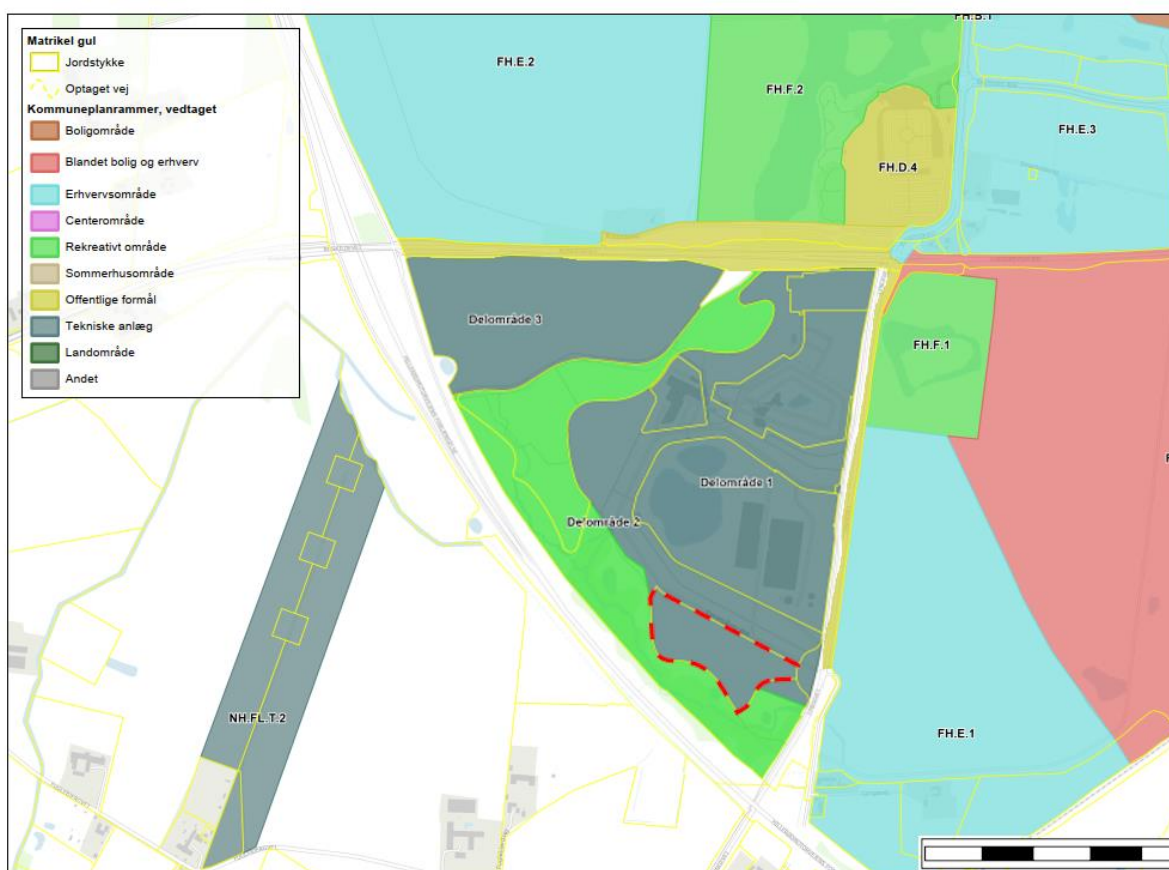 Matrikel gul
Jordstykke
Optaget vej
Kommuneplanrammer, vedtaget
Boligområde
Blandet bolig og erhverv
Erhvervsområde
Centerområde
Rekreativt område
Sommerhusområde
Offentlige formål
Tekniske anlæg
Landområde
Andet
FH.E.2
FH.B.1
FH.F.2
FH.E.3
FH.D.4
Delområde 3
FH.F.1
Delområde 1
Delområde 2
NH.FL.T.2
FH.E.1